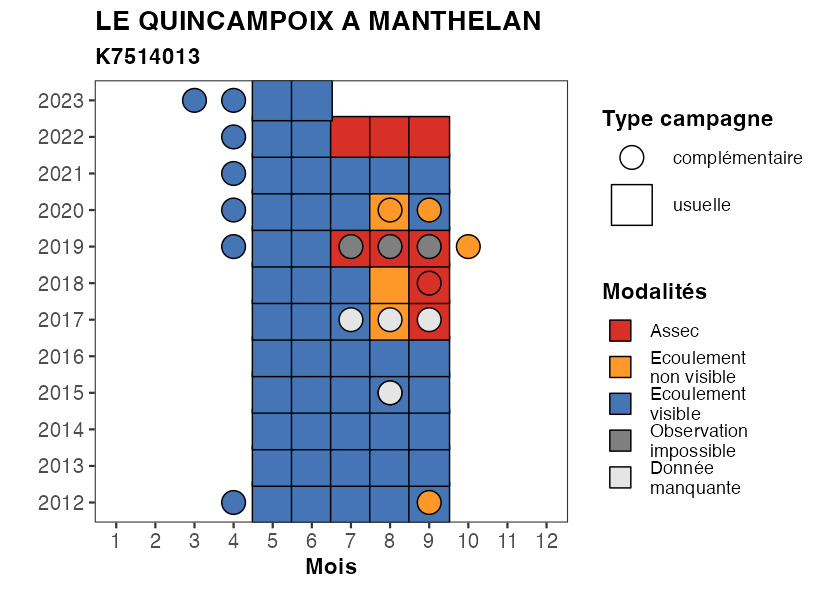 LE QUINCAMPOIX A MANTHELAN
K7514013
2023
2022
2021
2020
2019
2018
2017
2016
2015
2014
2013
2012
1 2 3 4 5 6 7 8 9 10 11 12
Mois
Type campagne
complémentaire
usuelle
Modalités
Assec
Ecoulement
non visible
Ecoulement
visible
Observation
impossible
Donnée
manquante